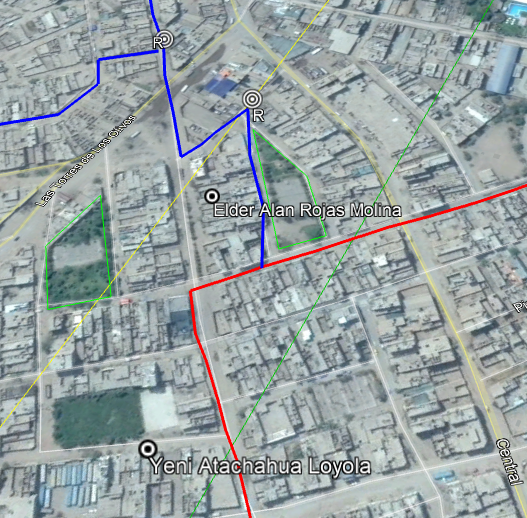 R
R
Las Torres de Los Olivos
Elder Alan Rojas Molina
Yeni Atachahua Loyola
Central